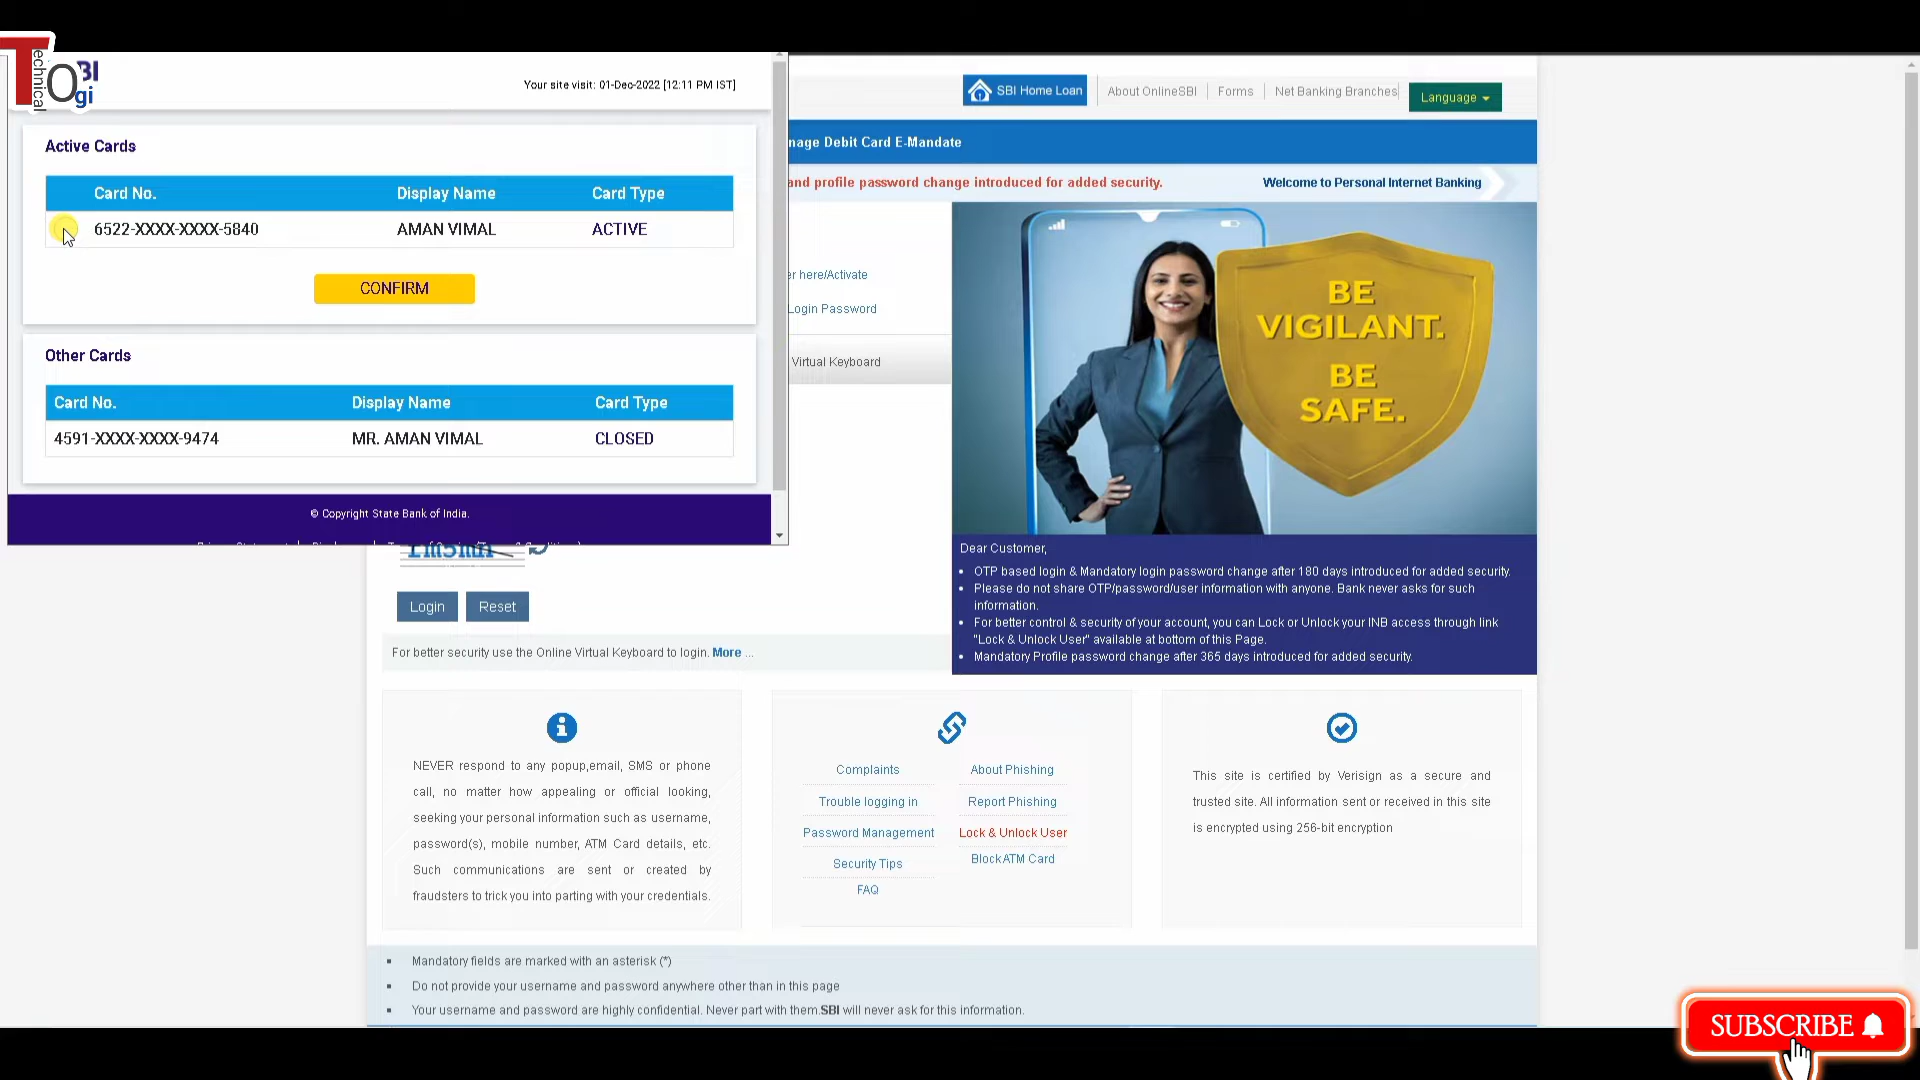 T
echnical
O
gi
BI
Your site visit: 01-Dec-2022 [12:11 PM IST]
Active Cards
Card No. Display Name Card Type
6522-XXXX-XXXX-5840 AMAN VIMAL ACTIVE
CONFIRM
Other Cards
Card No. Display Name Card Type
4591-XXXX-XXXX-9474 MR. AMAN VIMAL CLOSED
© Copyright State Bank of India.
SBI Home Loan About OnlineSBI Forms Net Banking Branches Language
nage Debit Card E-Mandate
and profile password change introduced for added security. Welcome to Personal Internet Banking
er here/Activate
Login Password
Virtual Keyboard
BE
VIGILANT.
BE
SAFE.
Dear Customer,
OTP based login & Mandatory login password change after 180 days introduced for added security.
Please do not share OTP/password/user information with anyone. Bank never asks for such
information.
For better control & security of your account, you can Lock or Unlock your INB access through link
"Lock & Unlock User" available at bottom of this Page.
Mandatory Profile password change after 365 days introduced for added security.
Login Reset
For better security use the Online Virtual Keyboard to login. More ...
NEVER respond to any popup,email, SMS or phone
call, no matter how appealing or official looking,
seeking your personal information such as username,
password(s), mobile number, ATM Card details, etc.
Such communications are sent or created by
fraudsters to trick you into parting with your credentials.
Complaints About Phishing
Trouble logging in Report Phishing
Password Management Lock & Unlock User
Security Tips Block ATM Card
FAQ
This site is certified by Verisign as a secure and
trusted site. All information sent or received in this site
is encrypted using 256-bit encryption
Mandatory fields are marked with an asterisk (*)
Do not provide your username and password anywhere other than in this page
Your username and password are highly confidential. Never part with them.SBI will never ask for this information.
SUBSCRIBE